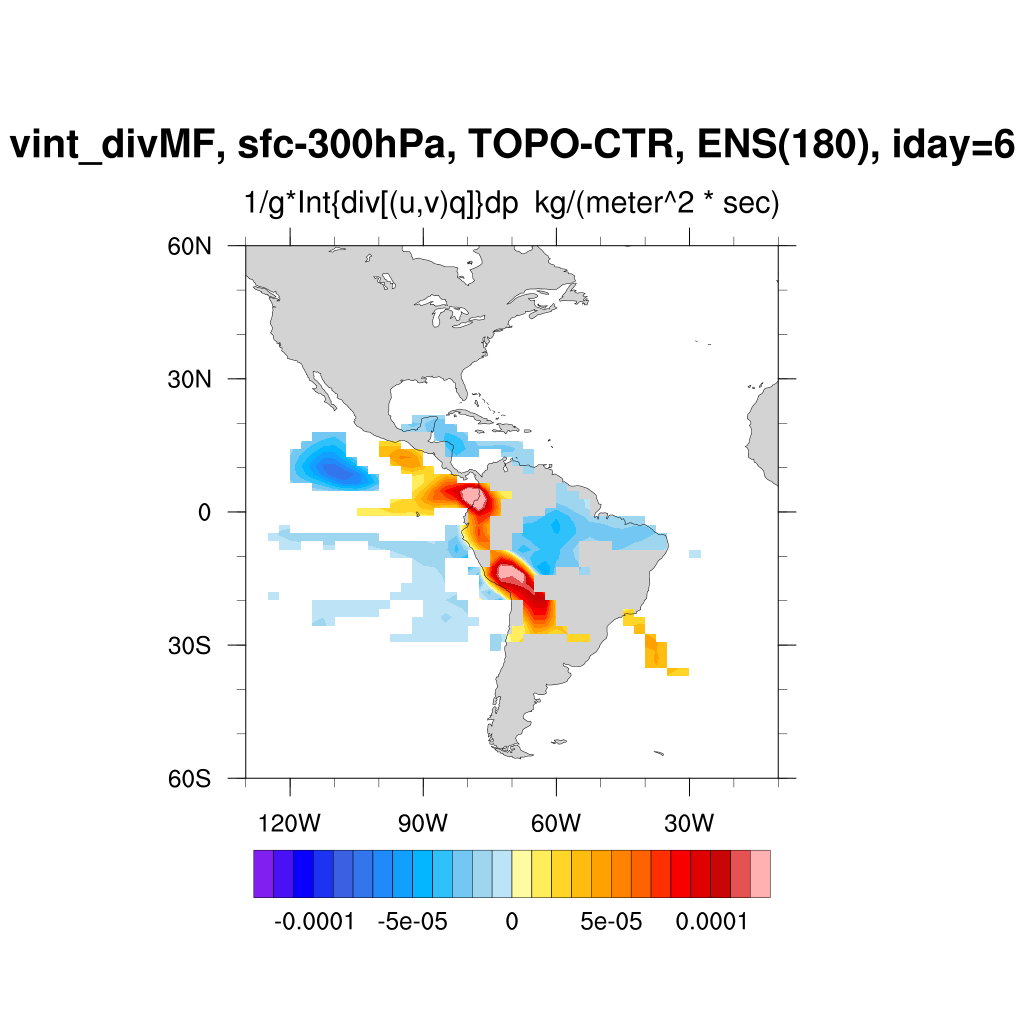 vint_divMF, sfc-300hPa, TOPO-CTR, ENS(180), iday=6
1/g*Int{div[(u,v)q]}dp  kg/(meter^2 * sec)
60N
30N
0
30S
60S
120W 90W 60W 30W
-0.0001 -5e-05 0 5e-05 0.0001